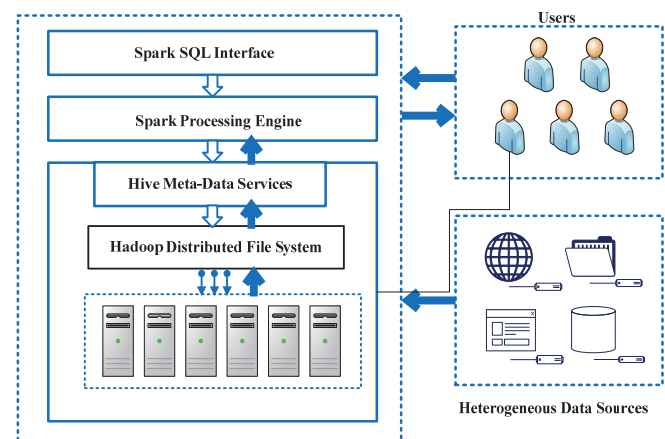 Users
Spark SQL Interface
Spark Processing Engine
Hive Meta-Data Services
Hadoop Distributed File System
Heterogeneous Data Sources